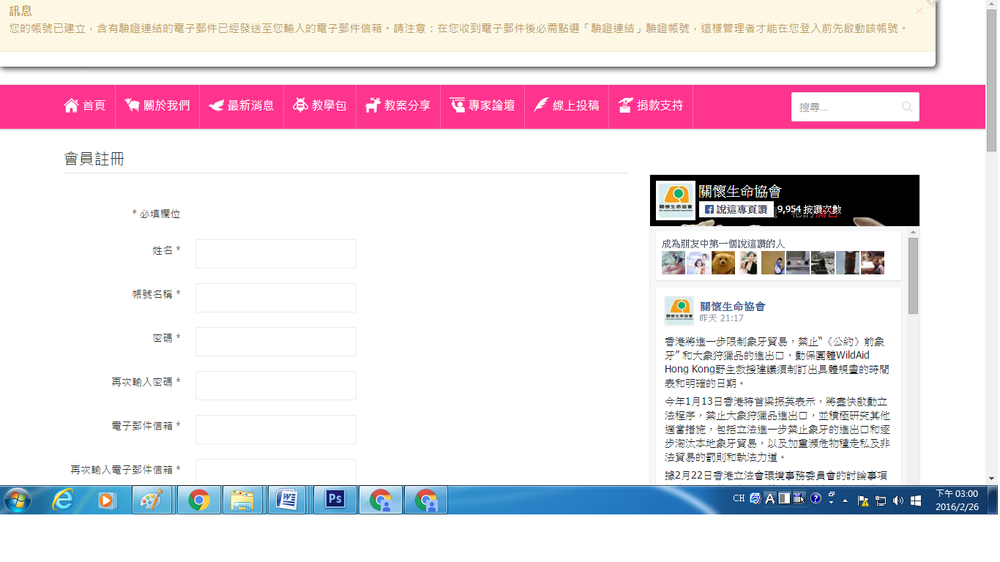 訊息
您的帳號已建立，含有驗證連結的電子郵件已經發送至您輸入的電子郵件信箱。請注意：在您收到電子郵件後必需點選「驗證連結」驗證帳號，這樣管理者才能在您登入前先啟動該帳號。
首頁 關於我們 最新消息 教學包 教案分享 專家論壇 線上投稿 捐款支持 搜尋...
會員註冊
* 必填欄位
姓名 *
帳號名稱 *
密碼 *
再次輸入密碼 *
電子郵件信箱 *
再次輸入電子郵件信箱 *
關懷生命協會
說這專頁讚 9,954 按讚次數
成為朋友中第一個說這讚的人
關懷生命協會
昨天 21:17
香港將進一步限制象牙貿易，禁止“《公約》前象
牙” 和大象狩獵品的進出口，動保團體WildAid
Hong Kong野生救援建議須制訂出具體規畫的時間
表和明確的日期。
今年1月13日香港特首梁振英表示，將盡快啟動立
法程序，禁止大象狩獵品進出口，並積極研究其他
適當措施，包括立法進一步禁止象牙的進出口和逐
步淘汰本地象牙貿易，以及加重瀕危物種走私及非
法貿易的罰則和執法力道。
據2月22日香港立法會環境事務委員會的討論事項
Ps
CH
下午 03:00
2016/2/26